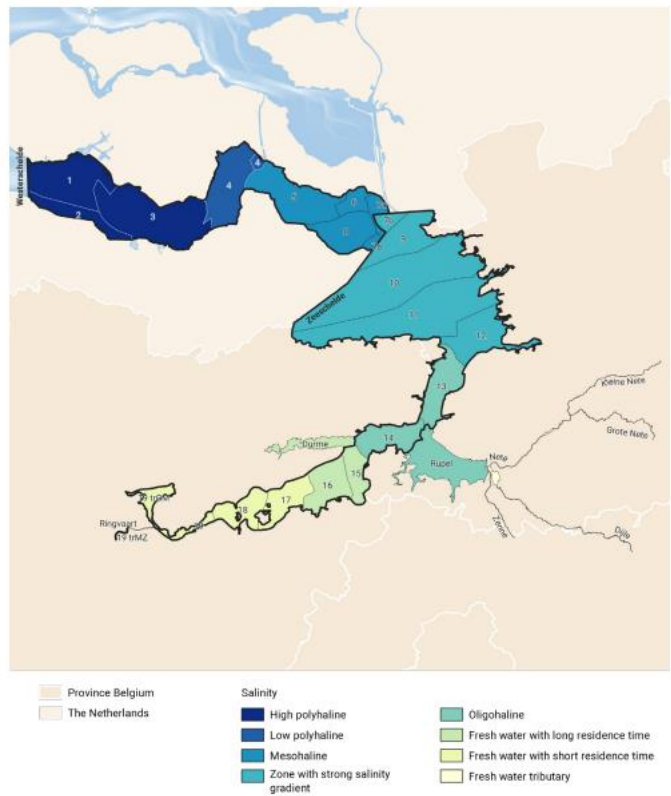 Westerschelde
1
2
3
4
4
5
6
8
9
10
11
12
Zeeschelde
13
14
15
16
17
18
Durme
Rupel
Nete
Kleine Nete
Grote Nete
Zenne
Dijle
Ringvaart
19 trMZ
Province Belgium
The Netherlands
Salinity
High polyhaline
Low polyhaline
Mesohaline
Zone with strong salinity
gradient
Oligohaline
Fresh water with long residence time
Fresh water with short residence time
Fresh water tributary